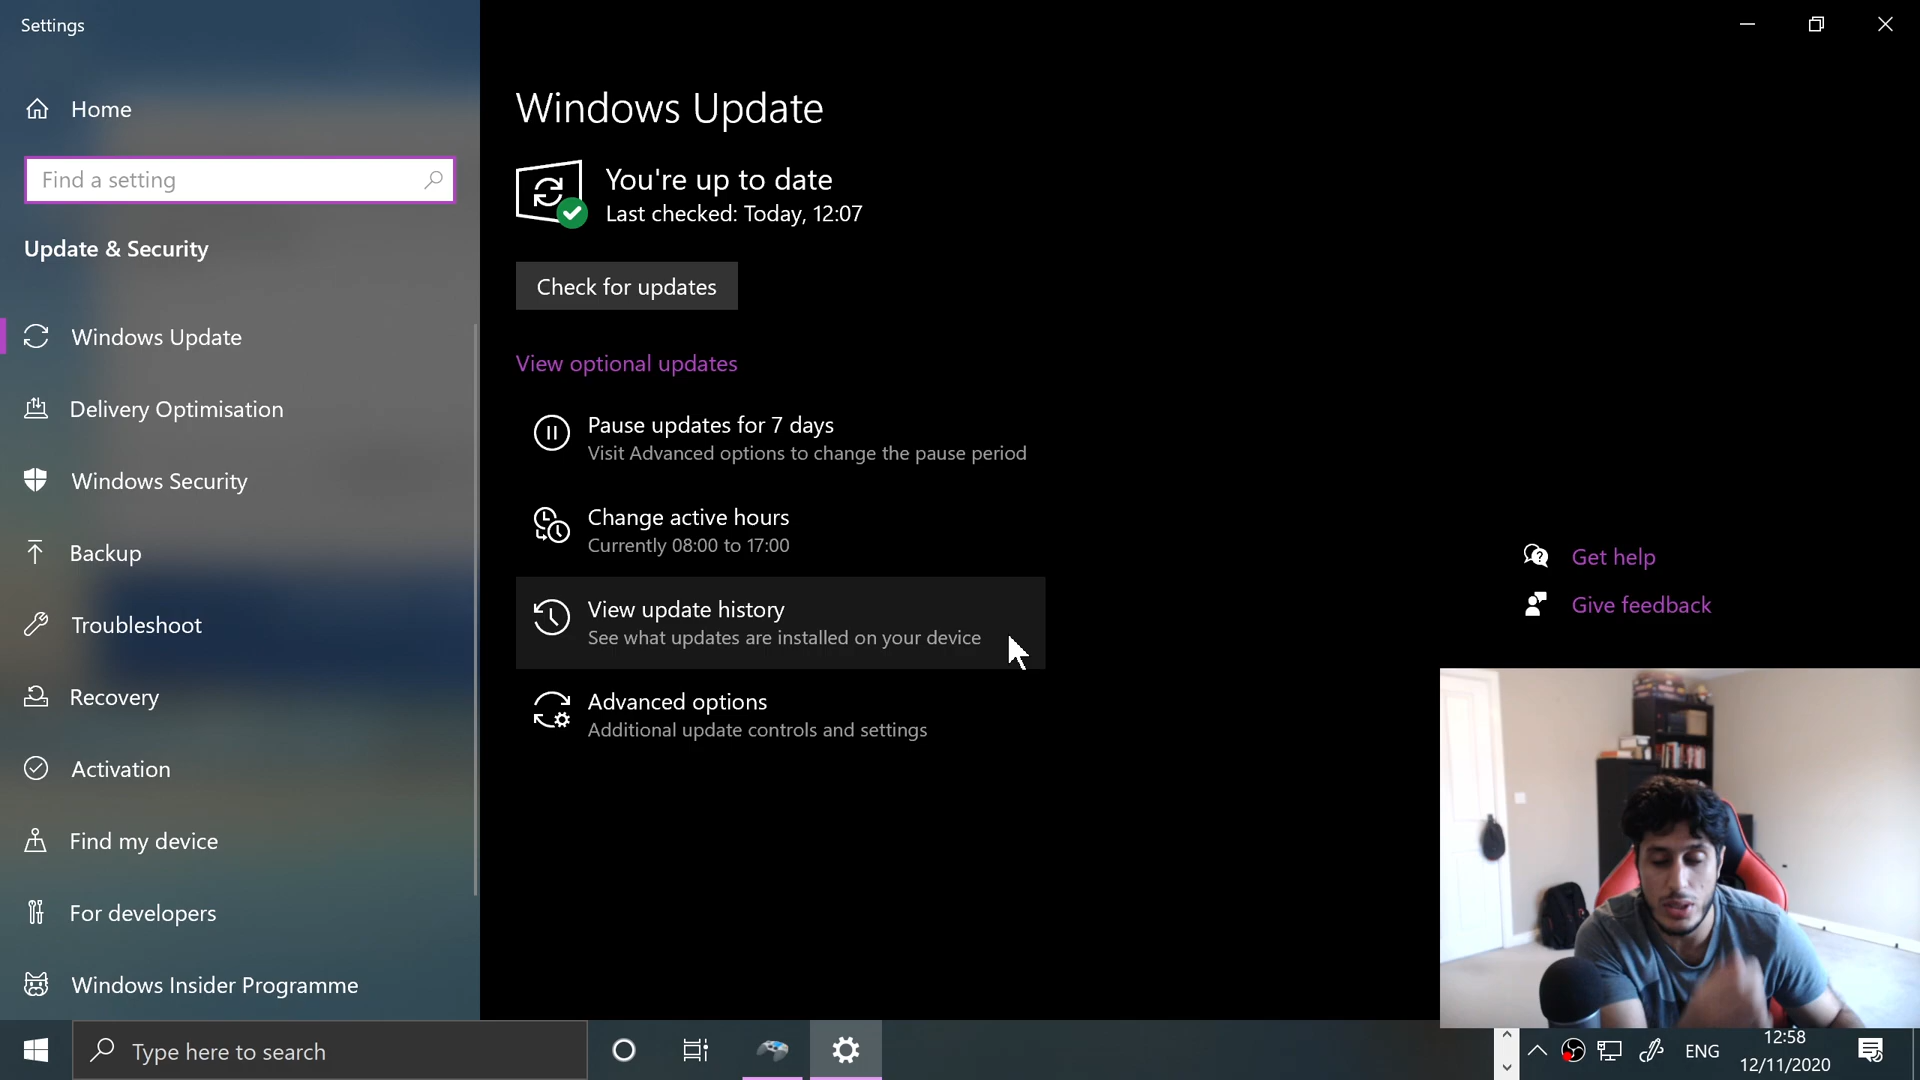 Settings
Home
Find a setting
Update & Security
Windows Update
Delivery Optimisation
Windows Security
Backup
Troubleshoot
Recovery
Activation
Find my device
For developers
Windows Insider Programme
Windows Update
You're up to date
Last checked: Today, 12:07
Check for updates
View optional updates
Pause updates for 7 days
Visit Advanced options to change the pause period
Change active hours
Currently 08:00 to 17:00
View update history
See what updates are installed on your device
Advanced options
Additional update controls and settings
Get help
Give feedback
Type here to search
ENG
12:58
12/11/2020